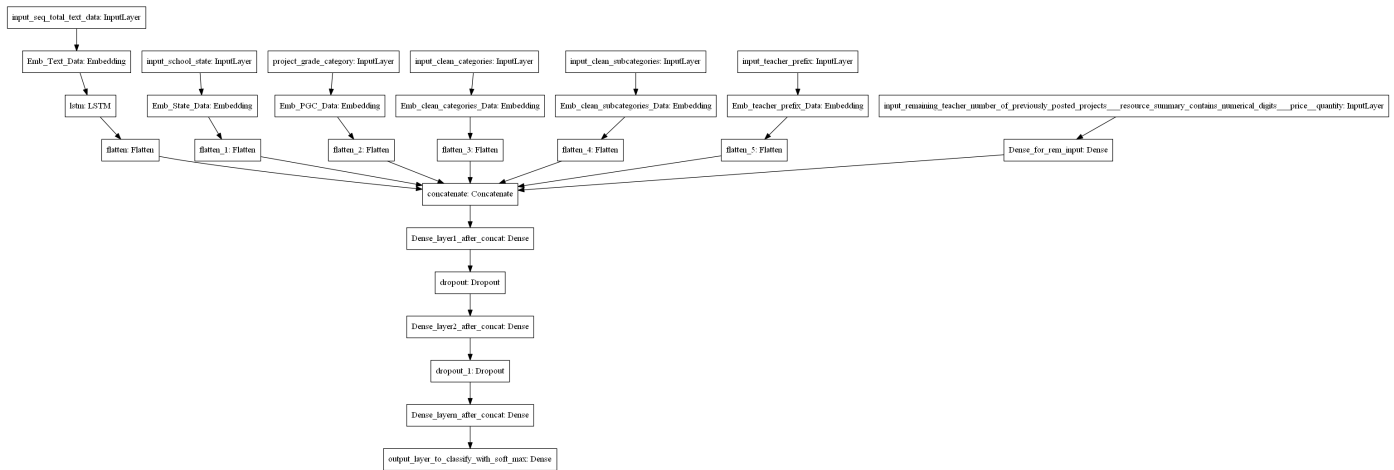 input_seq_total_text_data: InputLayer
Emb_Text_Data: Embedding
input_school_state: InputLayer
project_grade_category: InputLayer
input_clean_categories: InputLayer
input_clean_subcategories: InputLayer
input_teacher_prefix: InputLayer
lstm: LSTM
Emb_State_Data: Embedding
Emb_PGC_Data: Embedding
Emb_clean_categories_Data: Embedding
Emb_clean_subcategories_Data: Embedding
Emb_teacher_prefix_Data: Embedding
input_remaining_teacher_number_of_previously_posted_projects___resource_summary_contains_numerical_digits___price__quantity: InputLayer
flatten: Flatten
flatten_1: Flatten
flatten_2: Flatten
flatten_3: Flatten
flatten_4: Flatten
flatten_5: Flatten
Dense_for_rem_input: Dense
concatenate: Concatenate
Dense_layer1_after_concat: Dense
dropout: Dropout
Dense_layer2_after_concat: Dense
dropout_1: Dropout
Dense_layern_after_concat: Dense
output_layer_to_classify_with_soft_max: Dense